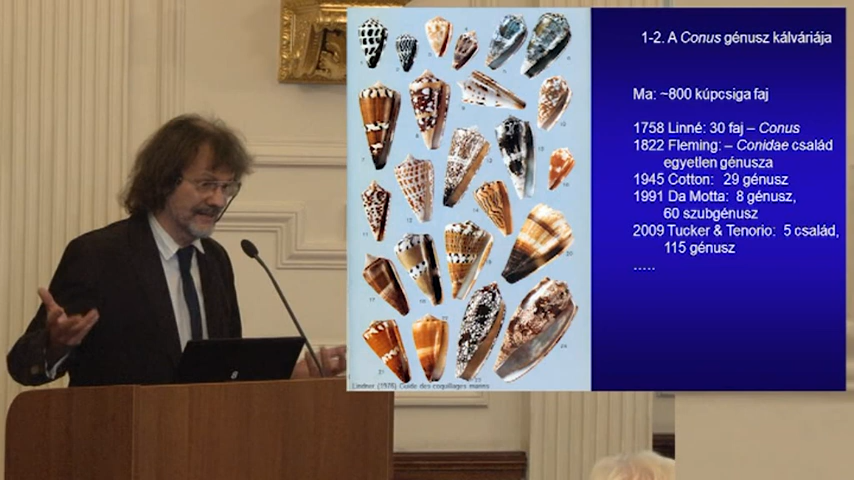 1-2. A Conus génusz kálváriája
Ma: ~800 kúpcsiga faj
1758 Linné: 30 faj – Conus
1822 Fleming: – Conidae család
egyetlen génusza
1945 Cotton: 29 génusz
1991 Da Motta: 8 génusz,
60 szubgénusz
2009 Tucker & Tenorio: 5 család,
115 génusz
.....
Lindner (1976) Guide des coquillages marins